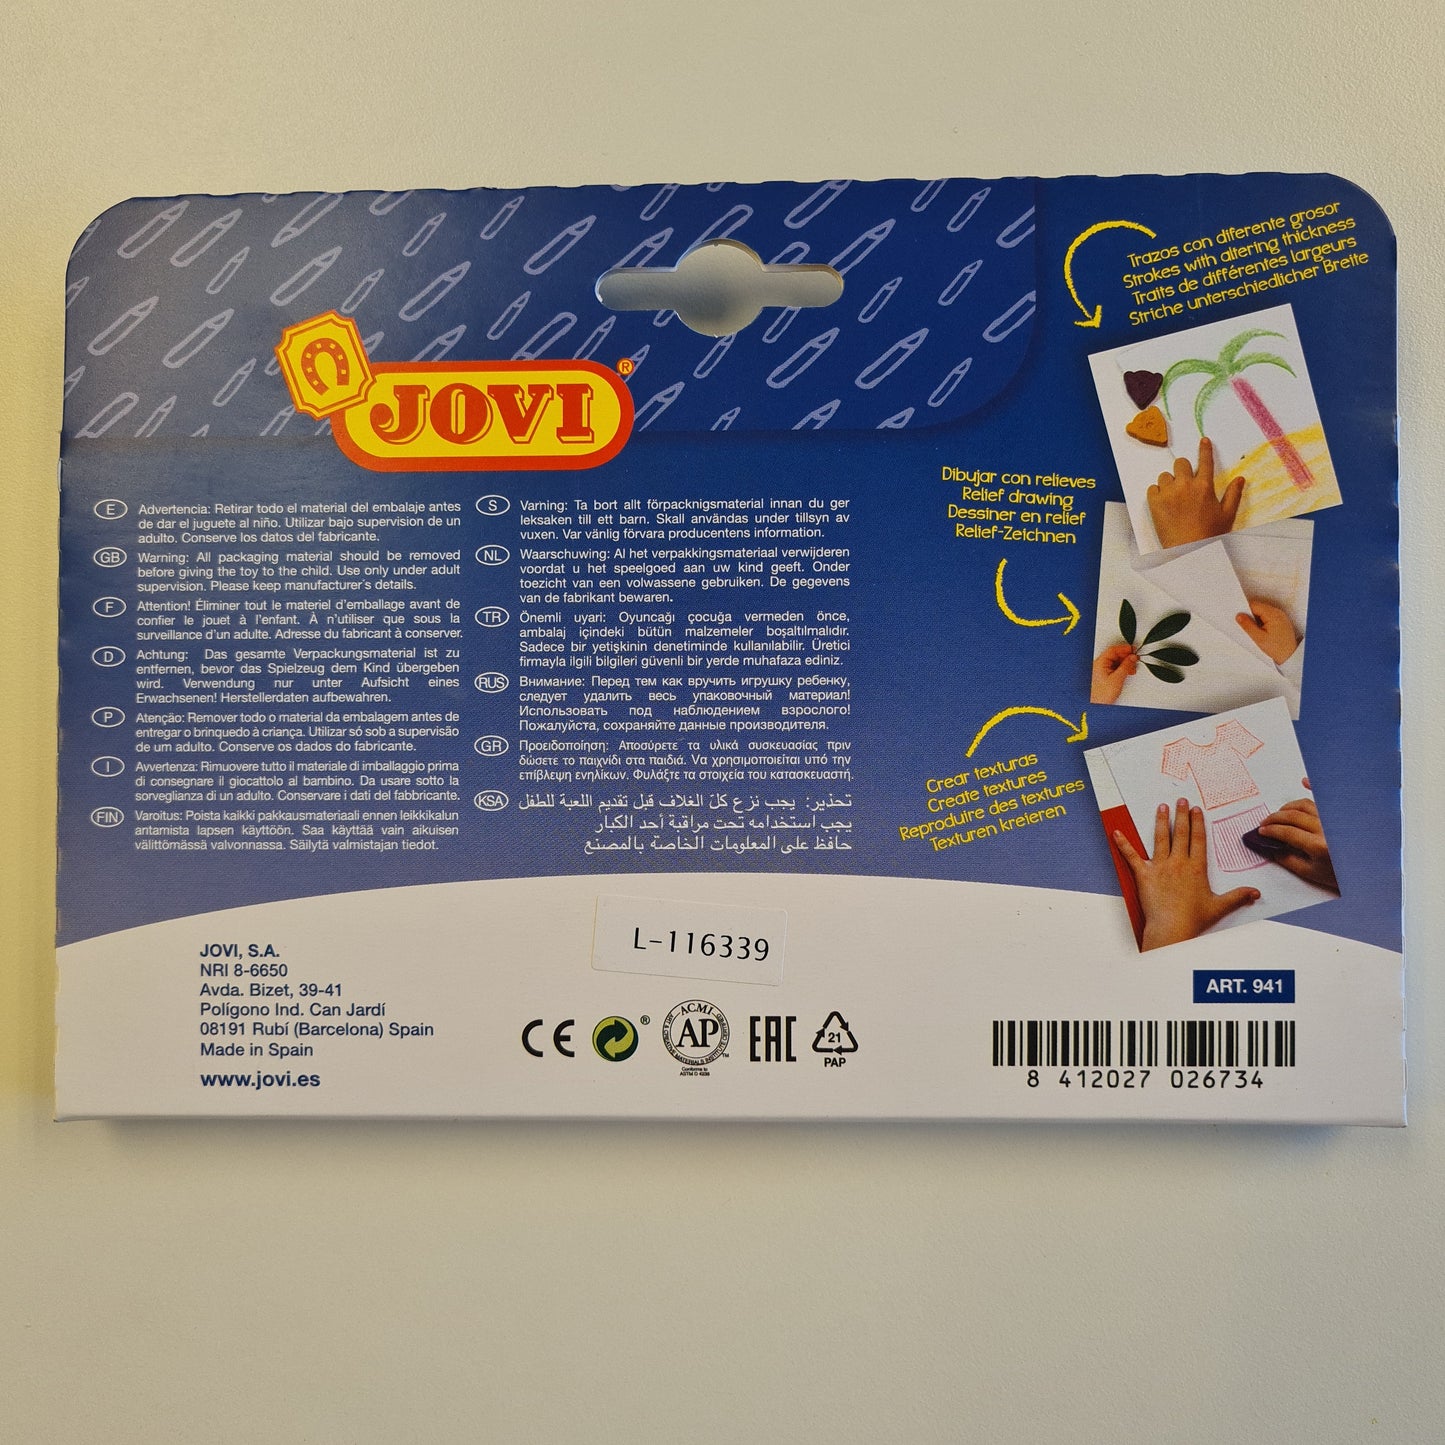 JOVI®
Trazos con diferente grosor
Strokes with altering thickness
Traits de différentes largeurs
Striche unterschiedlicher Breite
Dibujar con relieves
Relief drawing
Dessiner en relief
Relief-Zeichnen
Crear texturas
Create textures
Reproduire des textures
Texturen kreieren
E Advertencia: Retirar todo el material del embalaje antes
de dar el juguete al niño. Utilizar bajo supervision de un
adulto. Conserve los datos del fabricante.
GB Warning: All packaging material should be removed
before giving the toy to the child. Use only under adult
supervision. Please keep manufacturer`s details.
F Attention! Éliminer tout le materiel d'emballage avant de
confier le jouet à l'enfant. À n'utiliser que sous la
surveillance d'un adulte. Adresse du fabricant à conserver.
D Achtung: Das gesamte Verpackungsmaterial ist zu
entfernen, bevor das Spielzeug dem Kind übergeben
wird. Verwendung nur unter Aufsicht eines
Erwachsenen! Herstellerdaten aufbewahren.
P Atenção: Remover todo o material da embalagem antes de
entregar o brinquedo à criança. Utilizar só sob a supervisão
de um adulto. Conserve os dados do fabricante.
I Avvertenza: Rimuovere tutto il materiale di imballaggio prima
di consegnare il giocattolo al bambino. Da usare sotto la
sorveglianza di un adulto. Conservare i dati del fabbricante.
FIN Varoitus: Poista kaikki pakkausmateriaali ennen leikkikalun
antamista lapsen käyttöön. Saa käyttää vain aikuisen
välittömässä valvonnassa. Säilytä valmistajan tiedot.
S Varning: Ta bort allt förpacknigsmaterial innan du ger
leksaken till ett barn. Skall användas under tillsyn av
vuxen. Var vänlig förvara producentens information.
NL Waarschuwing: Al het verpakkingsmateriaal verwijderen
voordat u het speelgoed aan uw kind geeft. Onder
toezicht van een volwassene gebruiken. De gegevens
van de fabrikant bewaren.
TR Önemli uyari: Oyuncağı çocuğa vermeden önce,
ambalaj içindeki bütün malzemeler boşaltılmalıdır.
Sadece bir yetişkinin denetiminde kullanılabilir. Üretici
firmayla ilgili bilgileri güvenli bir yerde muhafaza ediniz.
RUS Внимание: Перед тем как вручить игрушку ребенку,
следует удалить весь упаковочный материал!
Использовать под наблюдением взрослого!
Пожалуйста, сохраняйте данные производителя.
GR Προειδοποίηση: Αποσύρετε τα υλικά συσκευασίας πριν
δώσετε το παιχνίδι στα παιδιά. Να χρησιμοποιείται υπό την
επίβλεψη ενηλίκων. Φυλάξτε τα στοιχεία του κατασκευαστή.
KSA تحذير: يجب نزع كلّ الغلاف قبل تقديم اللعبة للطفل
يجب استخدامه تحت مراقبة أحد الكبار
حافظ على المعلومات الخاصة بالمصنع
L-116339
JOVI, S.A.
NRI 8-6650
Avda. Bizet, 39-41
Polígono Ind. Can Jardí
08191 Rubí (Barcelona) Spain
Made in Spain
www.jovi.es
CE
®
ACMI
AP
ART & CREATIVE MATERIALS INSTITUTE CERTIFIED
TM
Conforms to
ASTM D 4236
EAC
21
PAP
ART. 941
8 412027 026734